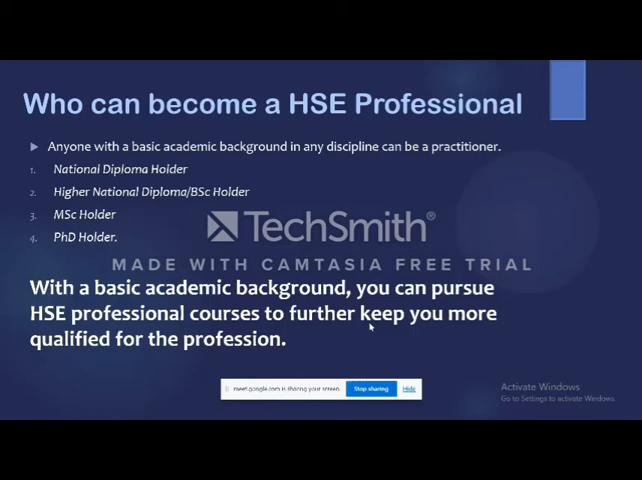 Who can become a HSE Professional
Anyone with a basic academic background in any discipline can be a practitioner.
1. National Diploma Holder
2. Higher National Diploma/BSc Holder
3. MSc Holder
4. PhD Holder.
TechSmith®
MADE WITH CAMTASIA FREE TRIAL
With a basic academic background, you can pursue
HSE professional courses to further keep you more
qualified for the profession.
meet.google.com is sharing your screen. Stop sharing Hide
Activate Windows
Go to Settings to activate Windows.